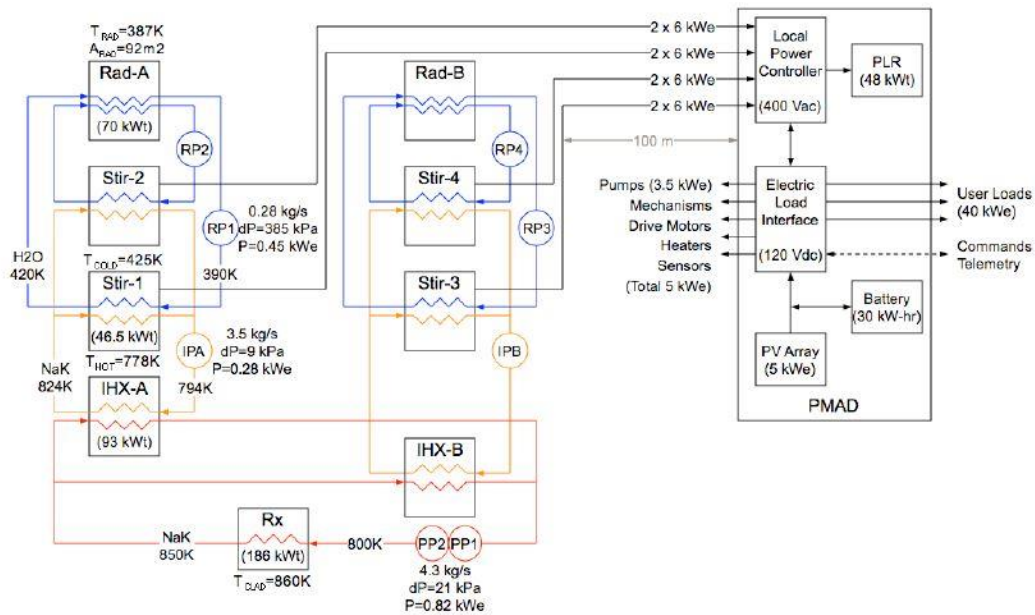 T RAD=387K
A RAD=92m2
Rad-A
(70 kWt)
RP2
Stir-2
RP1
0.28 kg/s
dP=385 kPa
P=0.45 kWe
H2O
420K
T COLD=425K
390K
Stir-1
(46.5 kWt)
T HOT=778K
IPA
3.5 kg/s
dP=9 kPa
P=0.28 kWe
NaK
824K
794K
IHX-A
(93 kWt)
Rad-B
RP4
Stir-4
RP3
Stir-3
IPB
IHX-B
Rx
(186 kWt)
T CLAD=860K
NaK
850K
800K
PP2
PP1
4.3 kg/s
dP=21 kPa
P=0.82 kWe
2 x 6 kWe
2 x 6 kWe
2 x 6 kWe
2 x 6 kWe
100 m
Local
Power
Controller
(400 Vac)
PLR
(48 kWt)
Pumps (3.5 kWe)
Mechanisms
Drive Motors
Heaters
Sensors
(Total 5 kWe)
Electric
Load
Interface
(120 Vdc)
User Loads
(40 kWe)
Commands
Telemetry
Battery
(30 kW-hr)
PV Array
(5 kWe)
PMAD